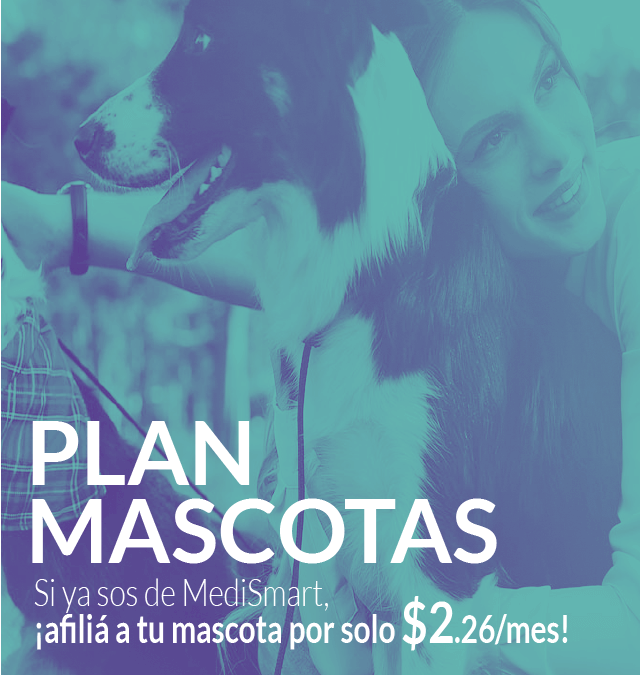 PLAN
MASCOTAS
Si ya sos de MediSmart,
¡afiliá a tu mascota por solo $2.26/mes!